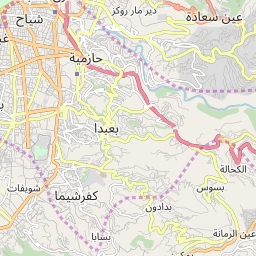 دير مار روكز
عين سعادة
شياح
حازمية
بعبدا
الكحالة
بسوس
شويفات
كفرشيما
بدادون
بسابا
عين الرمانة